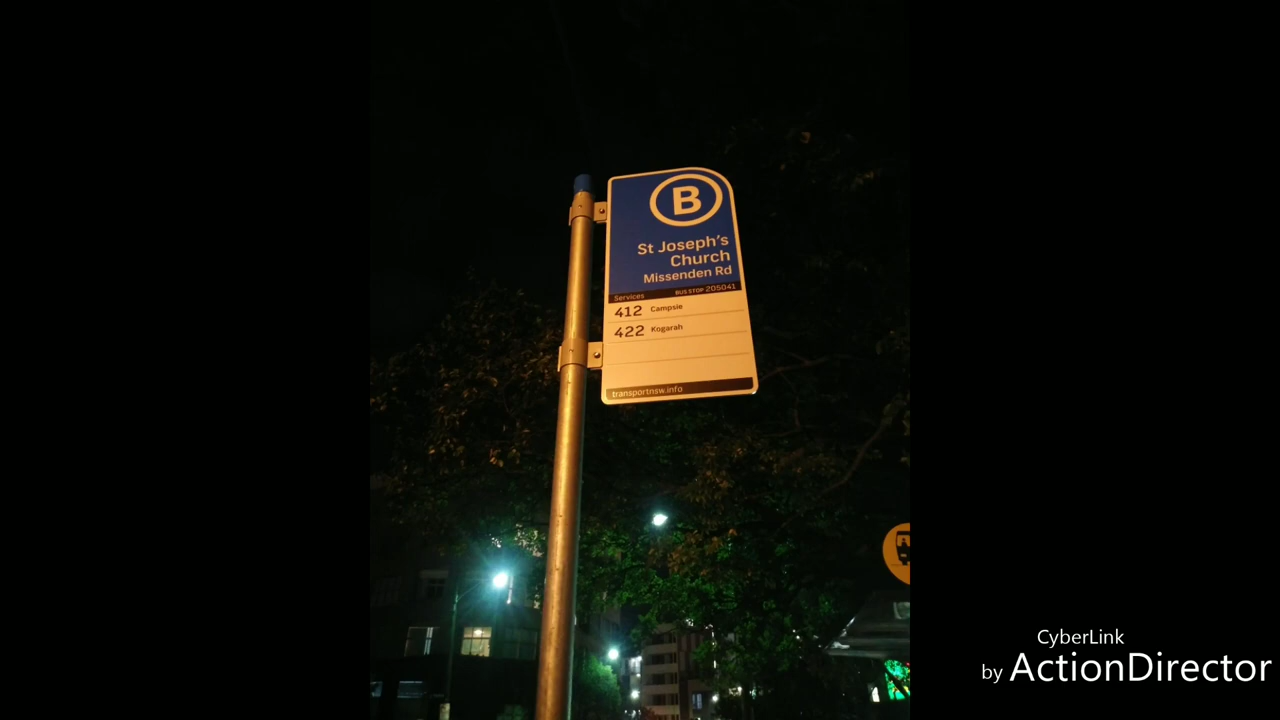 B
St Joseph's
Church
Missenden Rd
Services BUS STOP 205041
412 Campsie
422 Kogarah
transportnsw.info
CyberLink
by ActionDirector